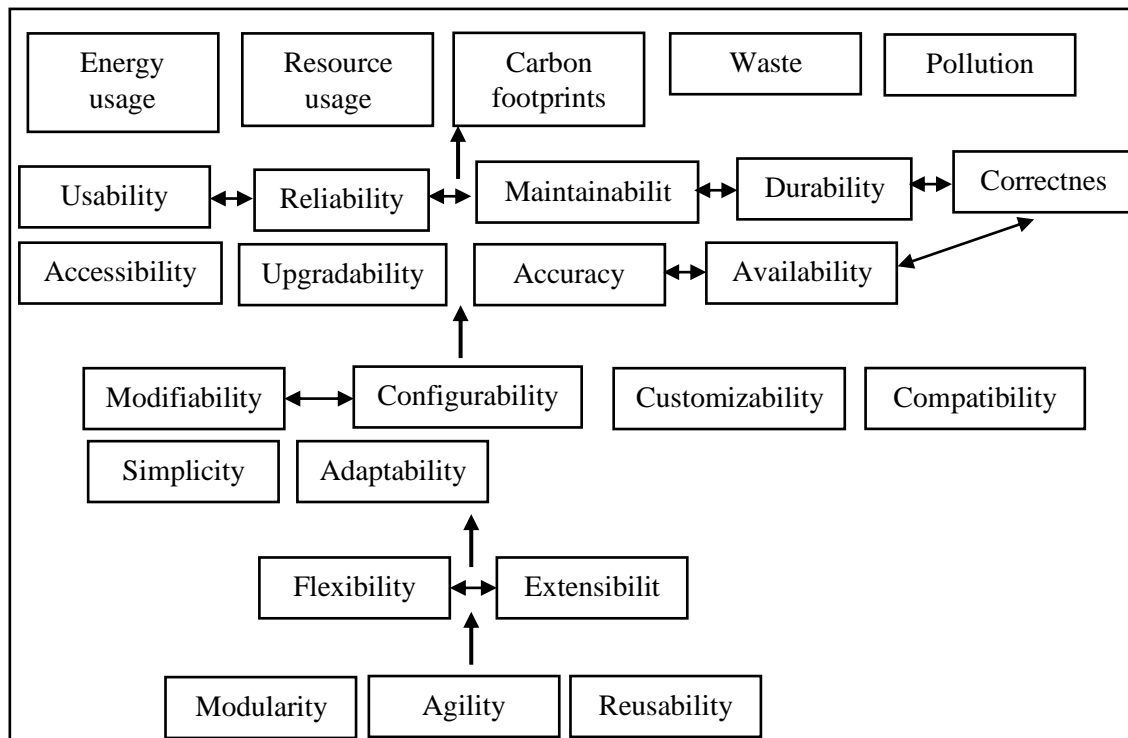 Energy
usage
Resource
usage
Carbon
footprints
Waste
Pollution
Usability
Reliability
Maintainabilit
Durability
Correctnes
Accessibility
Upgradability
Accuracy
Availability
Modifiability
Configurability
Customizability
Compatibility
Simplicity
Adaptability
Flexibility
Extensibilit
Modularity
Agility
Reusability